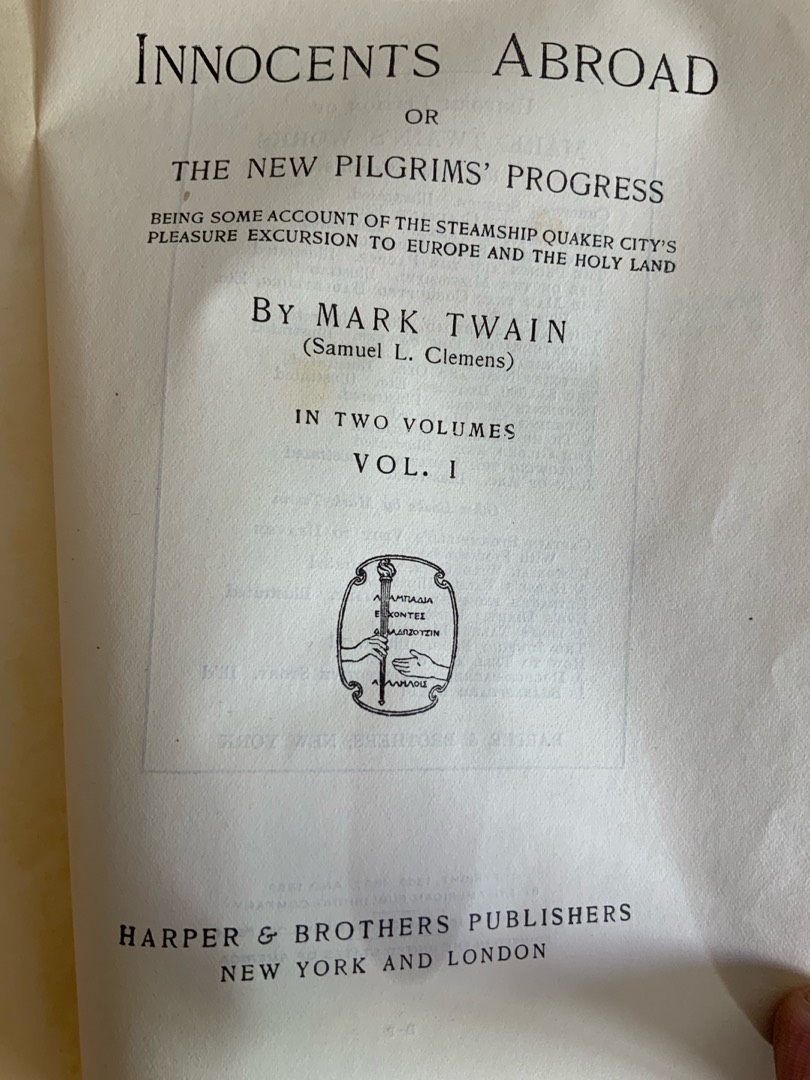 INNOCENTS ABROAD
OR
THE NEW PILGRIMS' PROGRESS
BEING SOME ACCOUNT OF THE STEAMSHIP QUAKER CITY'S
PLEASURE EXCURSION TO EUROPE AND THE HOLY LAND
BY MARK TWAIN
(Samuel L. Clemens)
IN TWO VOLUMES
VOL. I
ΛΑΜΠΑΔΙΑ
ΕΧΟΝΤΕΣ
ΑΛΛΗΛΟΙΣ
HARPER & BROTHERS PUBLISHERS
NEW YORK AND LONDON